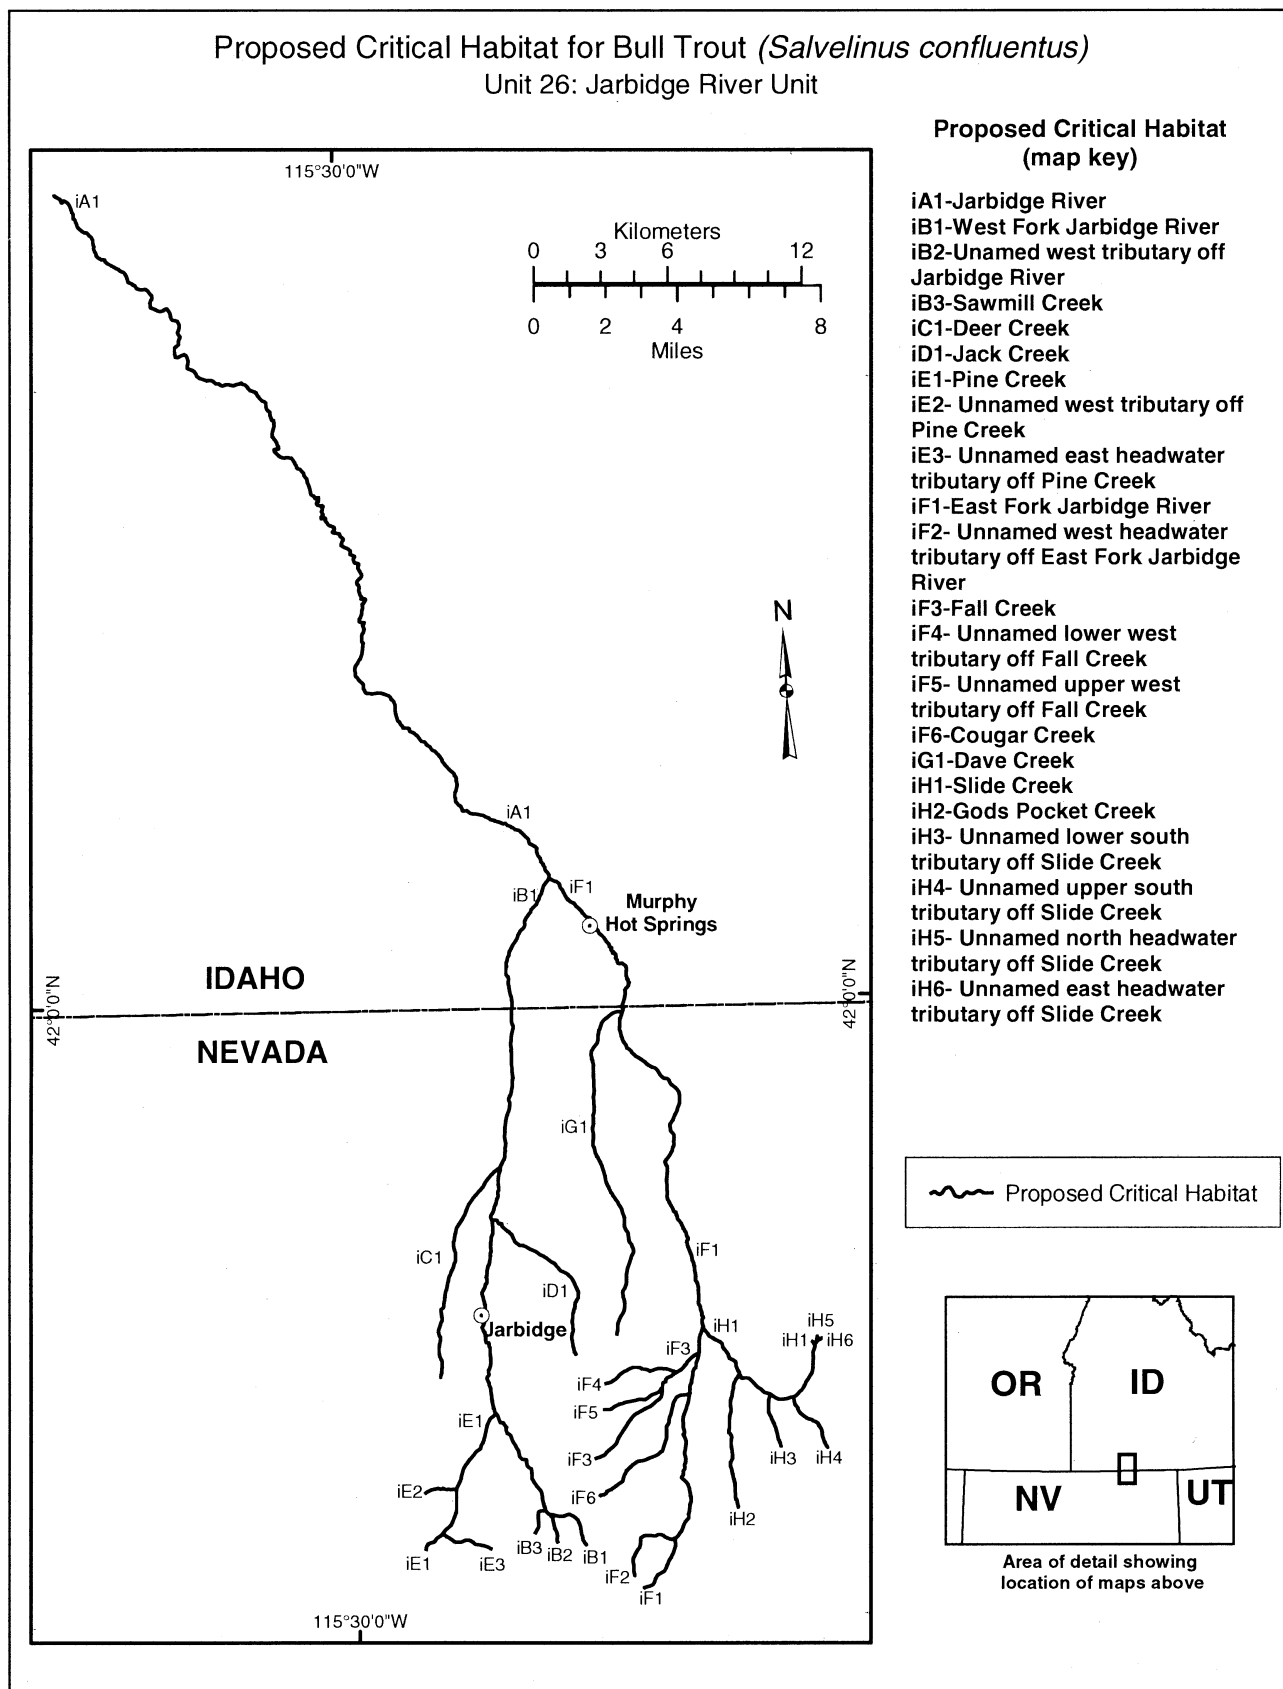 Proposed Critical Habitat for Bull Trout (Salvelinus confluentus)
Unit 26: Jarbidge River Unit
Proposed Critical Habitat
(map key)
iA1-Jarbidge River
iB1-West Fork Jarbidge River
iB2-Unamed west tributary off
Jarbidge River
iB3-Sawmill Creek
iC1-Deer Creek
iD1-Jack Creek
iE1-Pine Creek
iE2- Unnamed west tributary off
Pine Creek
iE3- Unnamed east headwater
tributary off Pine Creek
iF1-East Fork Jarbidge River
iF2- Unnamed west headwater
tributary off East Fork Jarbidge
River
iF3-Fall Creek
iF4- Unnamed lower west
tributary off Fall Creek
iF5- Unnamed upper west
tributary off Fall Creek
iF6-Cougar Creek
iG1-Dave Creek
iH1-Slide Creek
iH2-Gods Pocket Creek
iH3- Unnamed lower south
tributary off Slide Creek
iH4- Unnamed upper south
tributary off Slide Creek
iH5- Unnamed north headwater
tributary off Slide Creek
iH6- Unnamed east headwater
tributary off Slide Creek
115°30'0"W
iA1
Kilometers
0 3 6 12
0 2 4 8
Miles
N
iA1
iB1
iF1
Murphy
Hot Springs
IDAHO
42°0'0"N
42°0'0"N
NEVADA
iG1
iC1
iF1
iD1
Jarbidge
iH1
iH5
iH1
iH6
iF3
iF4
iF5
iE1
iF3
iH3
iH4
iE2
iF6
iH2
iB3
iB2
iB1
iE1
iE3
iF2
iF1
115°30'0"W
Proposed Critical Habitat
OR
ID
NV
UT
Area of detail showing
location of maps above